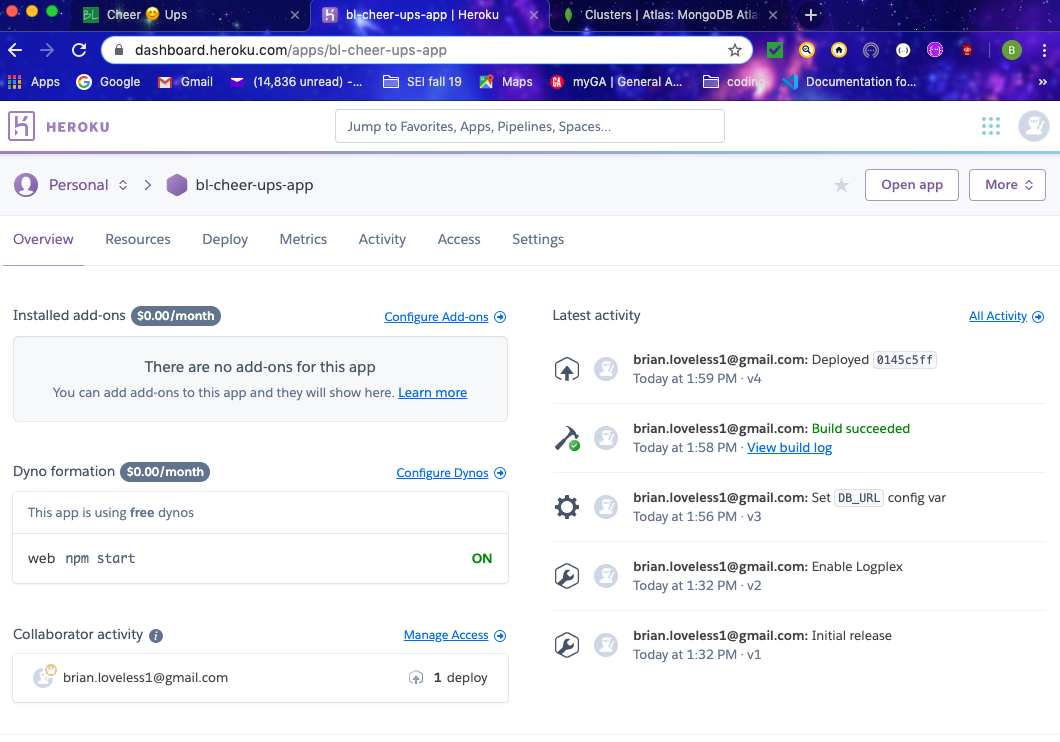 BL Cheer 😊 Ups
bl-cheer-ups-app | Heroku
Clusters | Atlas: MongoDB Atla
dashboard.heroku.com/apps/bl-cheer-ups-app
B
Apps Google Gmail (14,836 unread) -... SEI fall 19 Maps GA myGA | General A... coding Documentation fo... »
HEROKU
Jump to Favorites, Apps, Pipelines, Spaces...
Personal
bl-cheer-ups-app
Open app
More
Overview Resources Deploy Metrics Activity Access Settings
Installed add-ons $0.00/month
Configure Add-ons
There are no add-ons for this app
You can add add-ons to this app and they will show here. Learn more
Dyno formation $0.00/month
Configure Dynos
This app is using free dynos
web npm start ON
Collaborator activity i
Manage Access
brian.loveless1@gmail.com 1 deploy
Latest activity
All Activity
brian.loveless1@gmail.com: Deployed 0145c5ff
Today at 1:59 PM · v4
brian.loveless1@gmail.com: Build succeeded
Today at 1:58 PM · View build log
brian.loveless1@gmail.com: Set DB_URL config var
Today at 1:56 PM · v3
brian.loveless1@gmail.com: Enable Logplex
Today at 1:32 PM · v2
brian.loveless1@gmail.com: Initial release
Today at 1:32 PM · v1